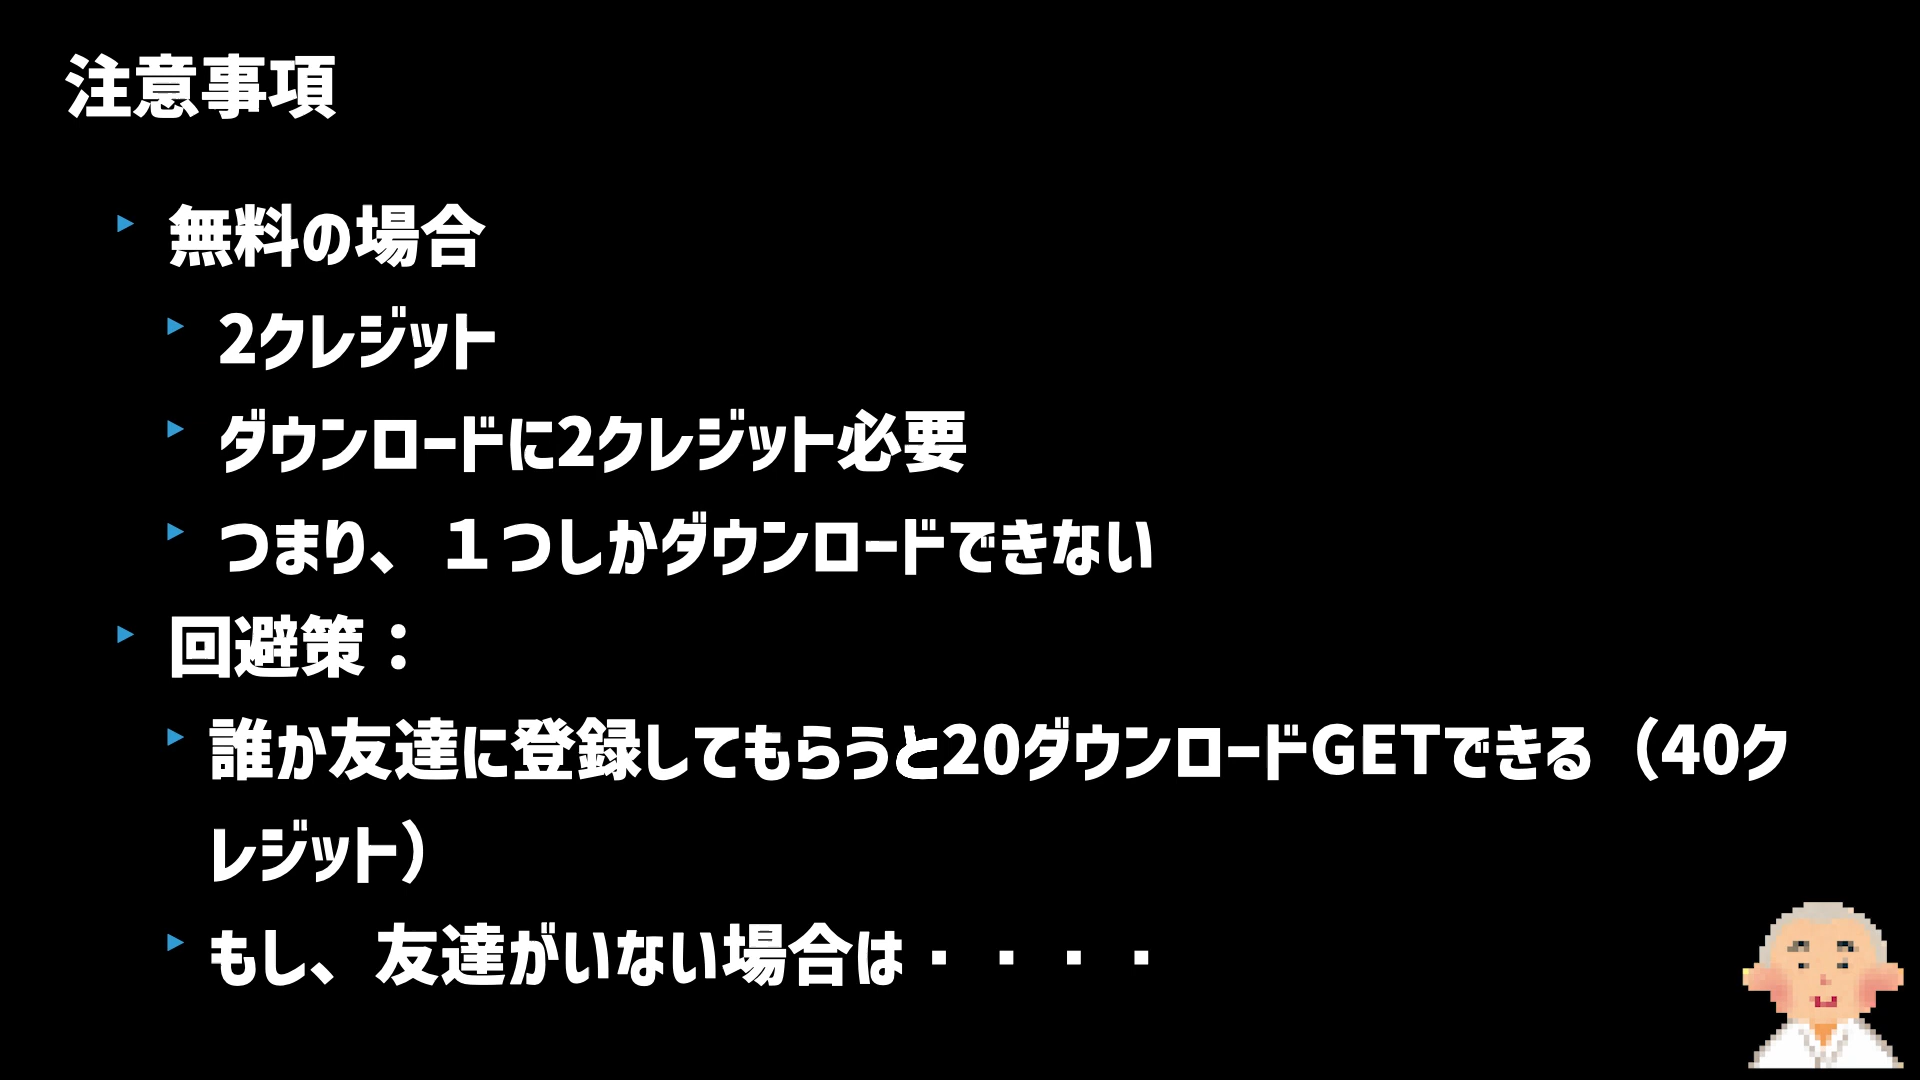 注意事項
無料の場合
2クレジット
ダウンロードに2クレジット必要
つまり、１つしかダウンロードできない
回避策：
誰か友達に登録してもらうと20ダウンロードGETできる（40ク
レジット）
もし、友達がいない場合は・・・・